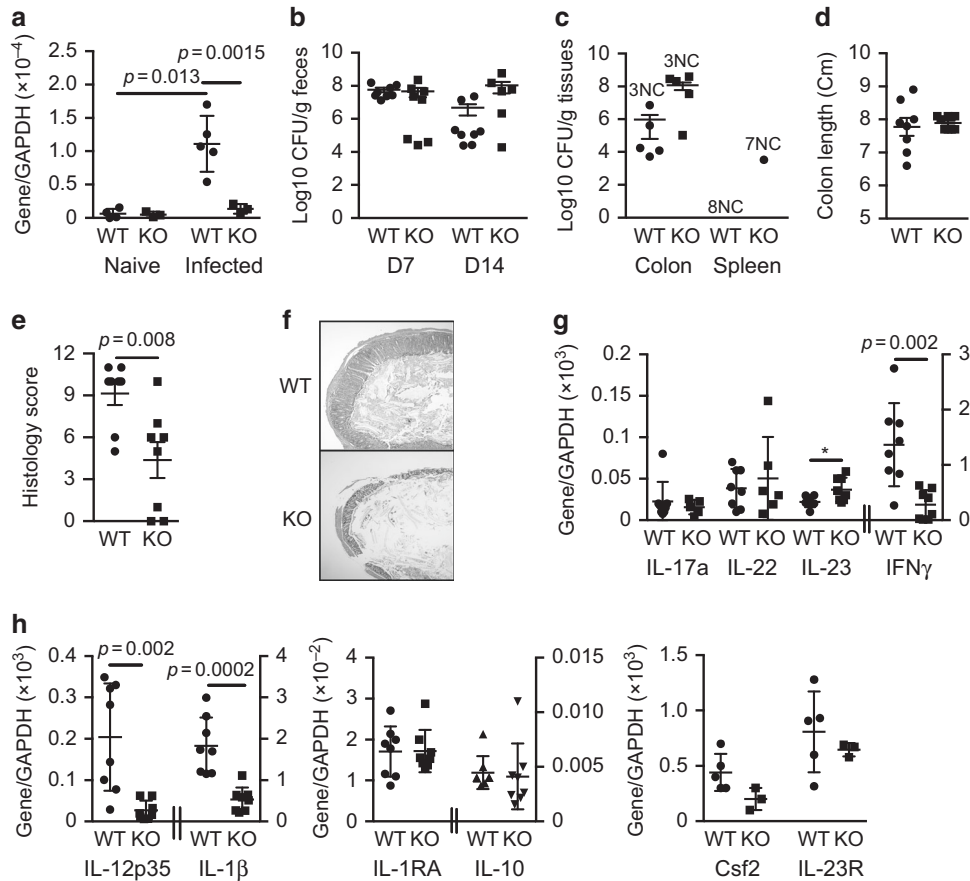 a
Gene/GAPDH (×10−4)
2.5
2.0
1.5
1.0
0.5
0
p = 0.0015
p = 0.013
WT KO WT KO
Naive Infected
b
Log10 CFU/g feces
10
8
6
4
2
0
WT KO WT KO
D7 D14
c
Log10 CFU/g tissues
10
8
6
4
2
0
3NC
3NC
7NC
8NC
WT KO WT KO
Colon Spleen
d
Colon length (Cm)
10
9
8
7
6
5
WT KO
e
Histology score
12
9
6
3
0
p = 0.008
WT KO
f
WT
KO
g
Gene/GAPDH (×103)
0.2
0.15
0.1
0.05
0
*
p = 0.002
3
2
1
0
WT KO WT KO WT KO WT KO
IL-17a IL-22 IL-23 IFNγ
h
Gene/GAPDH (×103)
0.4
0.3
0.2
0.1
0
p = 0.002
p = 0.0002
4
3
2
1
0
WT KO WT KO
IL-12p35 IL-1β
Gene/GAPDH (×10−2)
4
3
2
1
0
0.015
0.010
0.005
0
WT KO WT KO
IL-1RA IL-10
Gene/GAPDH (×103)
1.5
1.0
0.5
0
WT KO WT KO
Csf2 IL-23R